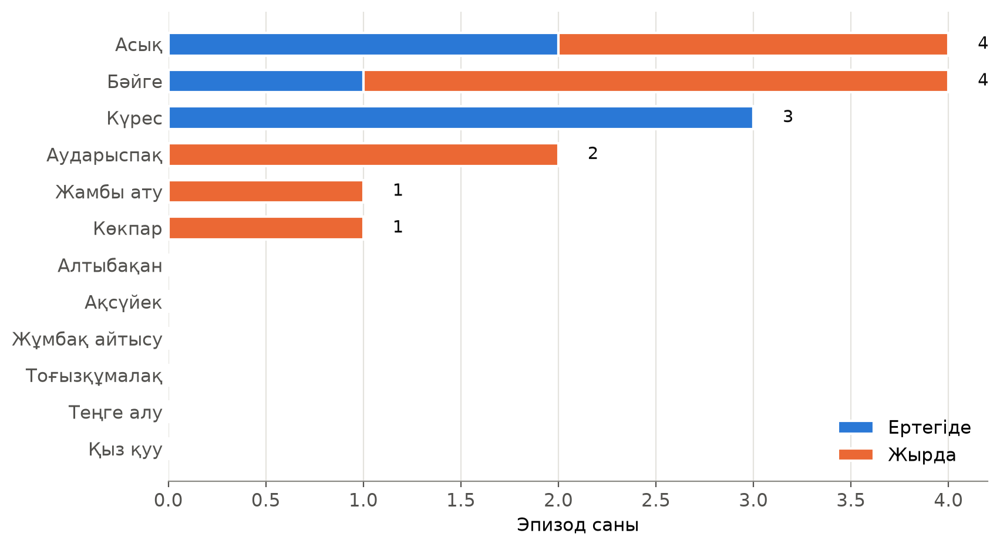 Асық 4
Бәйге 4
Күрес 3
Аударыспақ 2
Жамбы ату 1
Көкпар 1
Алтыбақан
Ақсүйек
Жұмбақ айтысу
Тоғызқұмалақ
Теңге алу
Қыз қуу
Ертегіде
Жырда
0.0 0.5 1.0 1.5 2.0 2.5 3.0 3.5 4.0
Эпизод саны